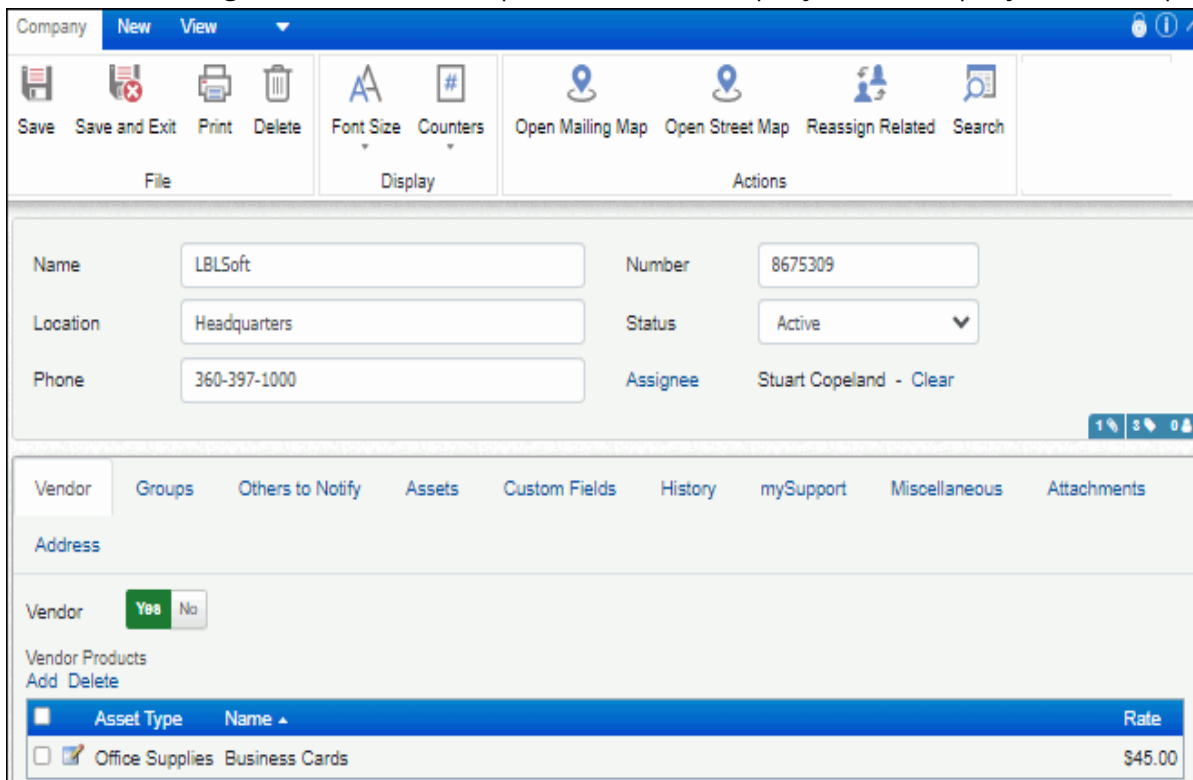 Company New View
Save Save and Exit Print Delete Font Size Counters Open Mailing Map Open Street Map Reassign Related Search
File Display Actions
Name LBLSoft Number 8675309
Location Headquarters Status Active
Phone 360-397-1000 Assignee Stuart Copeland - Clear
1 3 0
Vendor Groups Others to Notify Assets Custom Fields History mySupport Miscellaneous Attachments
Address
Vendor Yes No
Vendor Products
Add Delete
Asset Type Name Rate
Office Supplies Business Cards $45.00